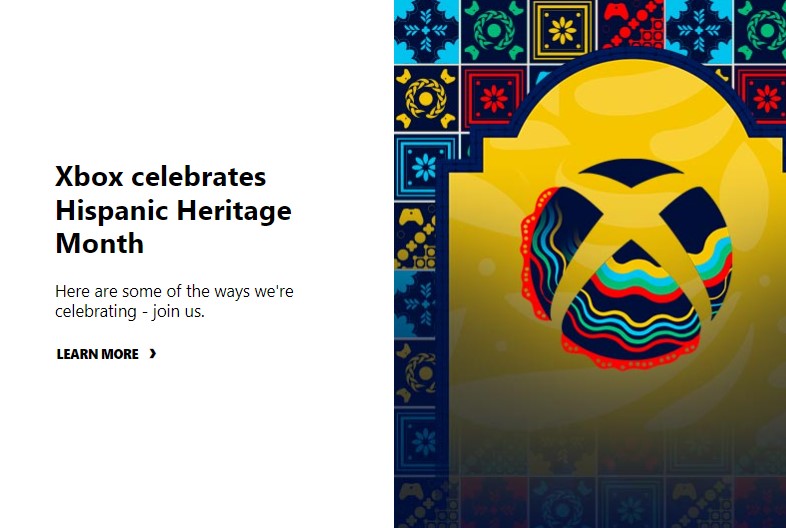 Xbox celebrates
Hispanic Heritage
Month
Here are some of the ways we're
celebrating - join us.
LEARN MORE